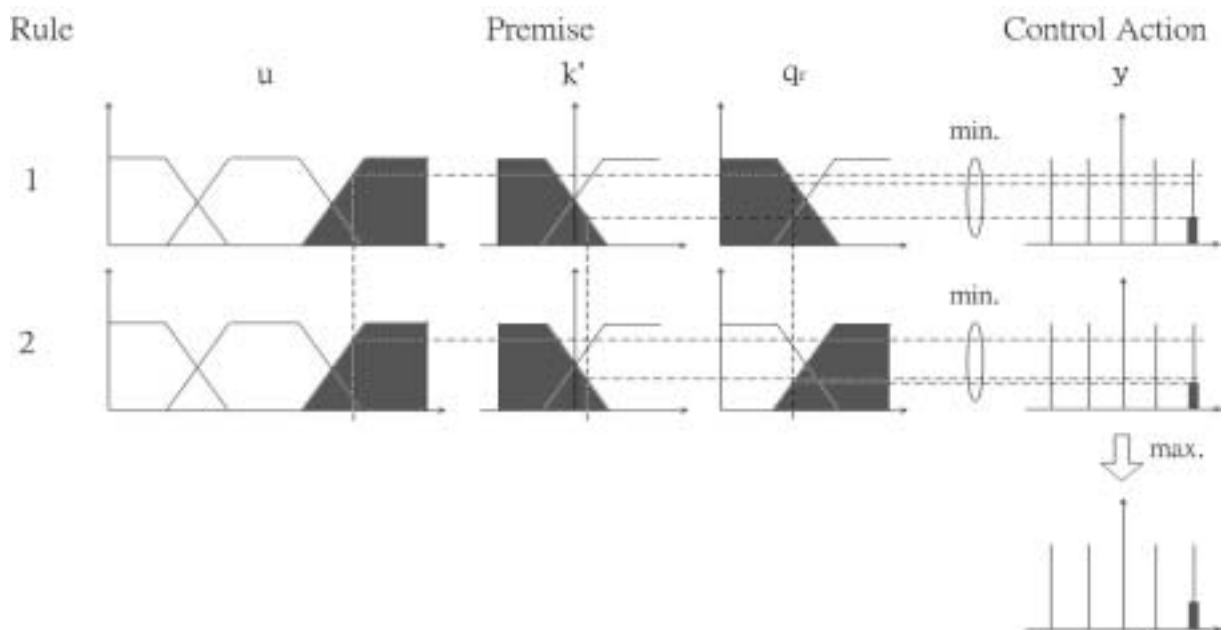 Rule Premise Control Action
u k' qr y
min.
1
min.
2
max.